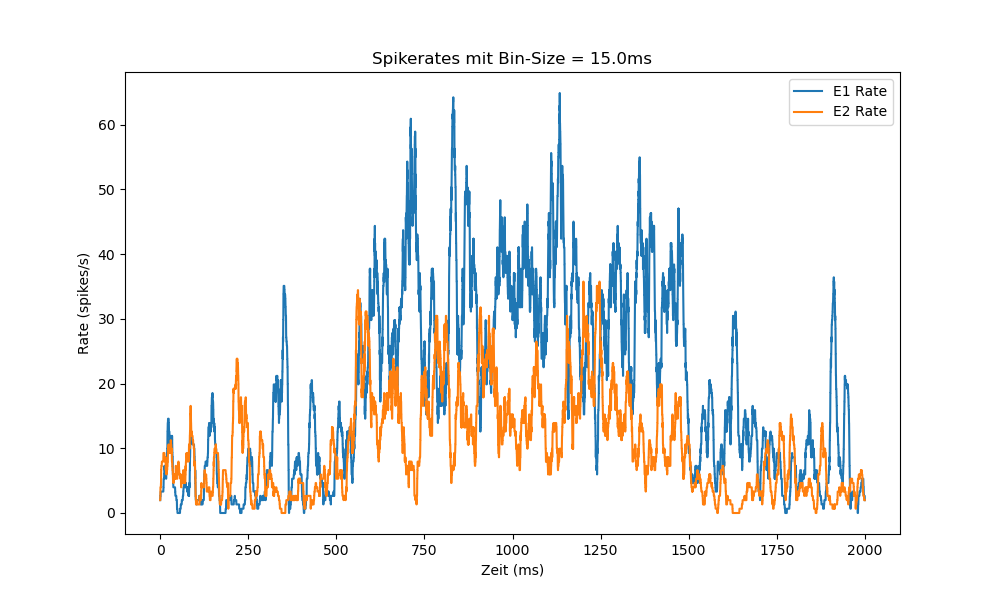 Spikerates mit Bin-Size = 15.0ms
E1 Rate
E2 Rate
60
50
40
30
20
10
0
Rate (spikes/s)
0 250 500 750 1000 1250 1500 1750 2000
Zeit (ms)